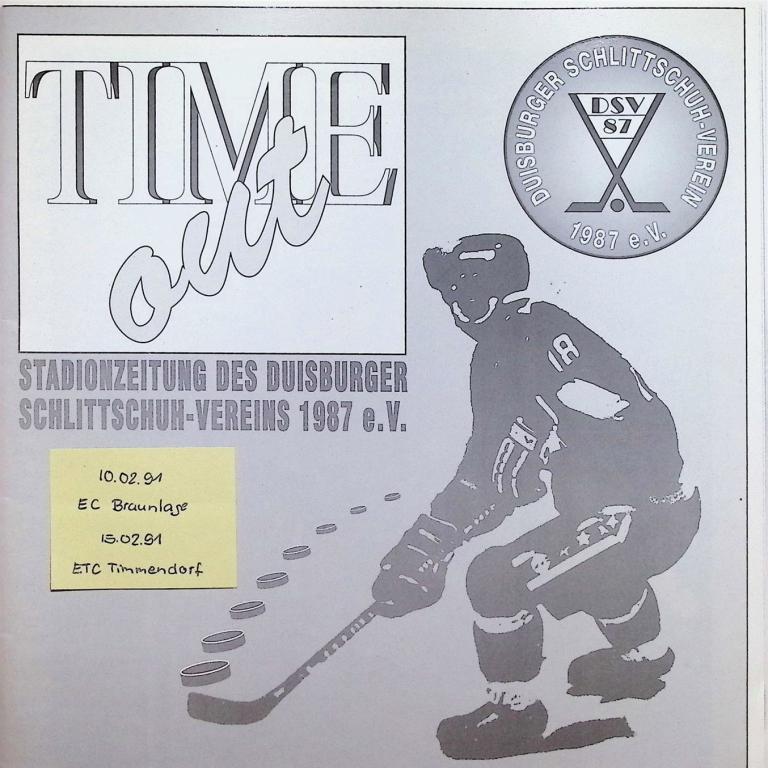 TIME
out
DUISBURGER SCHLITTSCHUH-VEREIN
DSV
87
1987 e.V.
18
STADIONZEITUNG DES DUISBURGER
SCHLITTSCHUH-VEREINS 1987 e.V.
10.02.91
EC Braunlage
15.02.91
ETC Timmendorf